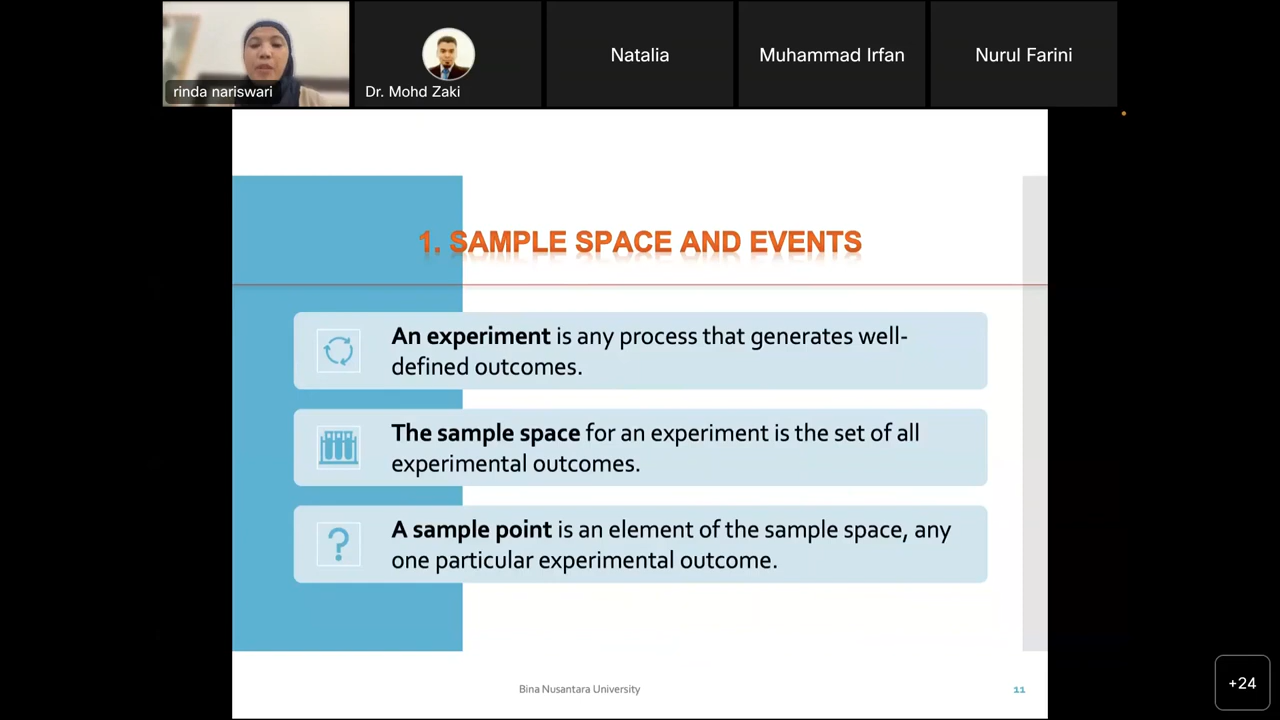 rinda nariswari
Dr. Mohd Zaki
Natalia
Muhammad Irfan
Nurul Farini
1. SAMPLE SPACE AND EVENTS
An experiment is any process that generates well-
defined outcomes.
The sample space for an experiment is the set of all
experimental outcomes.
?
A sample point is an element of the sample space, any
one particular experimental outcome.
Bina Nusantara University
11
+24